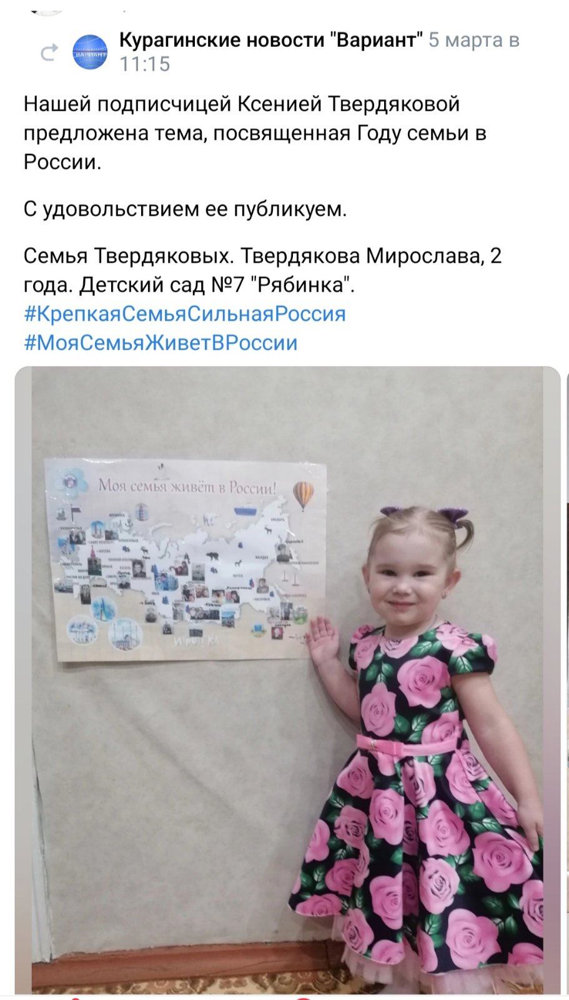 Курагинские новости "Вариант" 5 марта в
11:15
ВАРИАНТ
Нашей подписчицей Ксенией Твердяковой
предложена тема, посвященная Году семьи в
России.
С удовольствием ее публикуем.
Семья Твердяковых. Твердякова Мирослава, 2
года. Детский сад №7 "Рябинка".
#КрепкаяСемьяСильнаяРоссия
#МояСемьяЖиветВРоссии
Моя семья живёт в России!